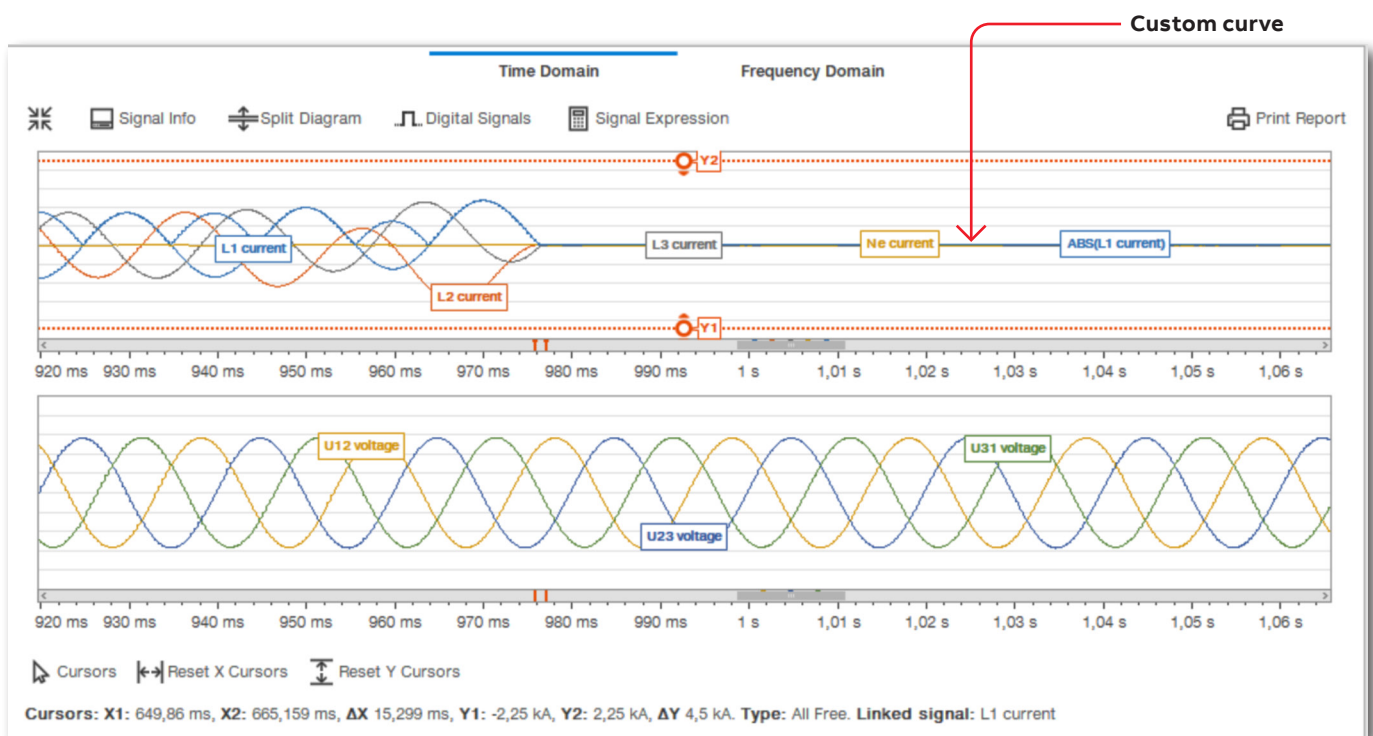 Custom curve
Time Domain Frequency Domain
Signal Info Split Diagram Digital Signals Signal Expression Print Report
Y2
L1 current L3 current Ne current ABS(L1 current)
L2 current
Y1
920 ms 930 ms 940 ms 950 ms 960 ms 970 ms 980 ms 990 ms 1 s 1,01 s 1,02 s 1,03 s 1,04 s 1,05 s 1,06 s
U12 voltage U31 voltage
U23 voltage
920 ms 930 ms 940 ms 950 ms 960 ms 970 ms 980 ms 990 ms 1 s 1,01 s 1,02 s 1,03 s 1,04 s 1,05 s 1,06 s
Cursors Reset X Cursors Reset Y Cursors
Cursors: X1: 649,86 ms, X2: 665,159 ms, ΔX 15,299 ms, Y1: -2,25 kA, Y2: 2,25 kA, ΔY 4,5 kA. Type: All Free. Linked signal: L1 current